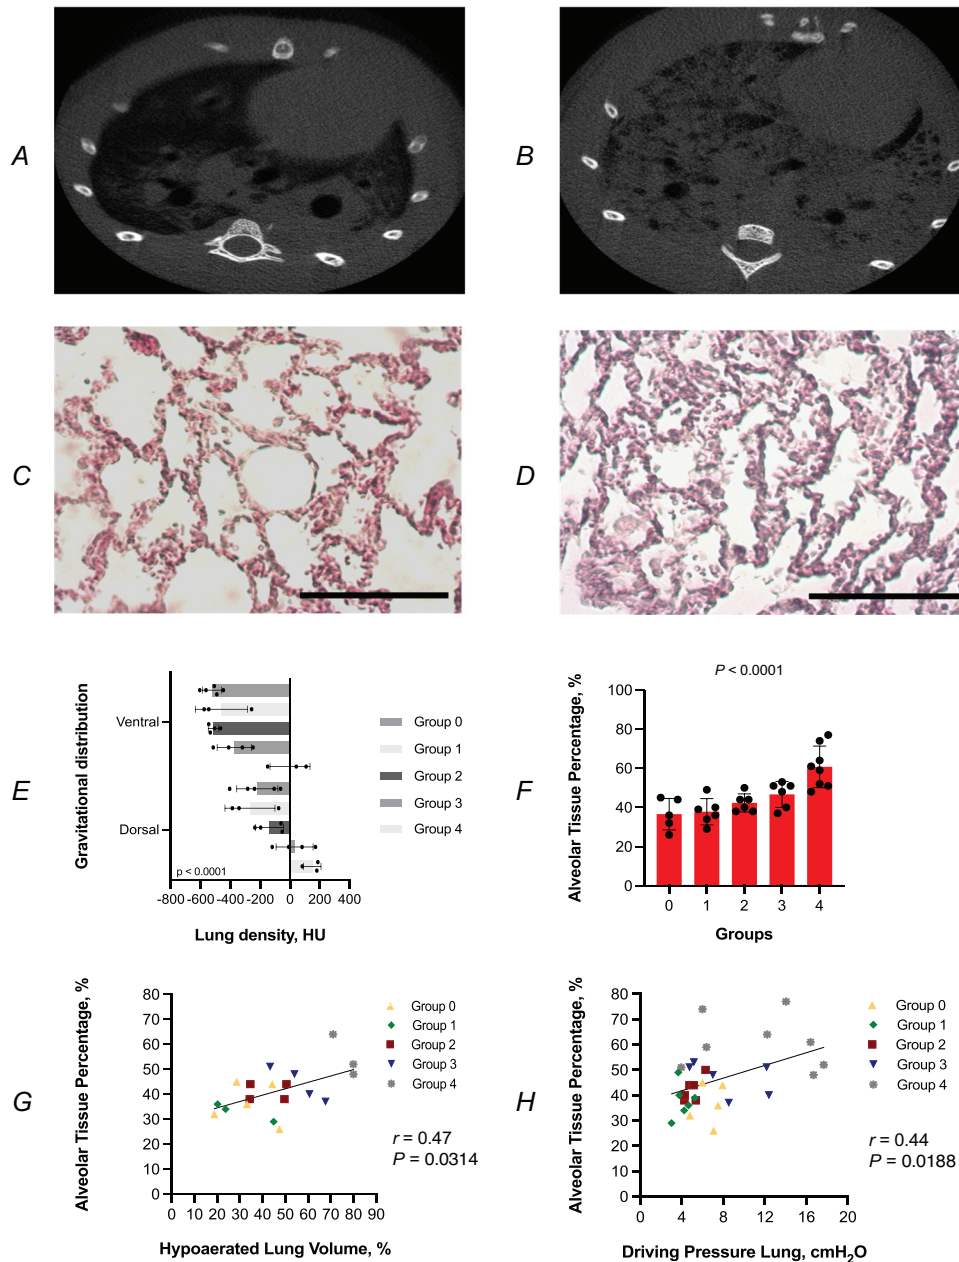 A
B
C
D
E
Gravitational distribution
Ventral
Dorsal
p < 0.0001
-800 -600 -400 -200 0 200 400
Lung density, HU
Group 0
Group 1
Group 2
Group 3
Group 4
F
P < 0.0001
Alveolar Tissue Percentage, %
100
80
60
40
20
0
0 1 2 3 4
Groups
G
Alveolar Tissue Percentage, %
80
70
60
50
40
30
20
10
0
0 10 20 30 40 50 60 70 80 90
Hypoaerated Lung Volume, %
Group 0
Group 1
Group 2
Group 3
Group 4
r = 0.47
P = 0.0314
H
Alveolar Tissue Percentage, %
80
70
60
50
40
30
20
10
0
0 4 8 12 16 20
Driving Pressure Lung, cmH₂O
Group 0
Group 1
Group 2
Group 3
Group 4
r = 0.44
P = 0.0188